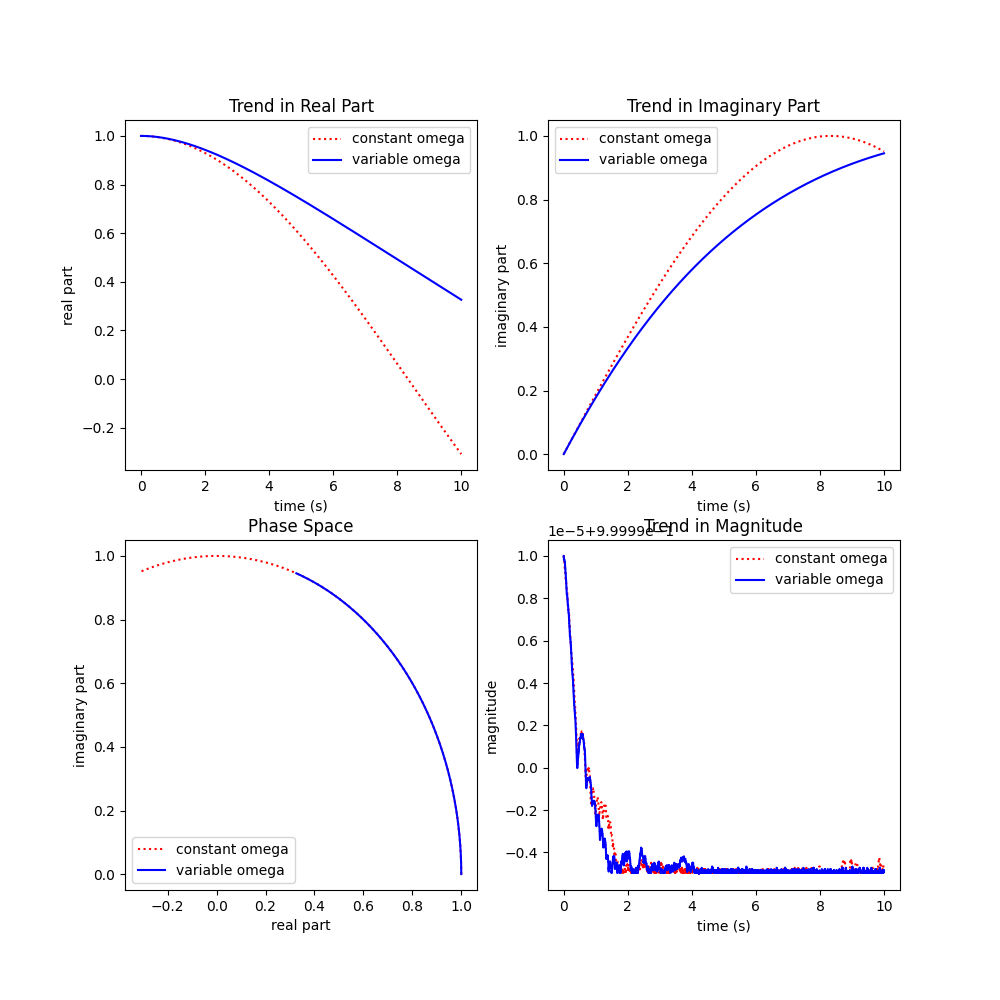 Trend in Real Part
constant omega
variable omega
1.0
0.8
0.6
0.4
0.2
0.0
−0.2
real part
0
2
4
6
8
10
time (s)
Trend in Imaginary Part
constant omega
variable omega
1.0
0.8
0.6
0.4
0.2
0.0
imaginary part
0
2
4
6
8
10
time (s)
Phase Space
1.0
0.8
0.6
0.4
0.2
0.0
imaginary part
constant omega
variable omega
−0.2
0.0
0.2
0.4
0.6
0.8
1.0
real part
1e−5+9.9999e−1
Trend in Magnitude
constant omega
variable omega
1.0
0.8
0.6
0.4
0.2
0.0
−0.2
−0.4
magnitude
0
2
4
6
8
10
time (s)